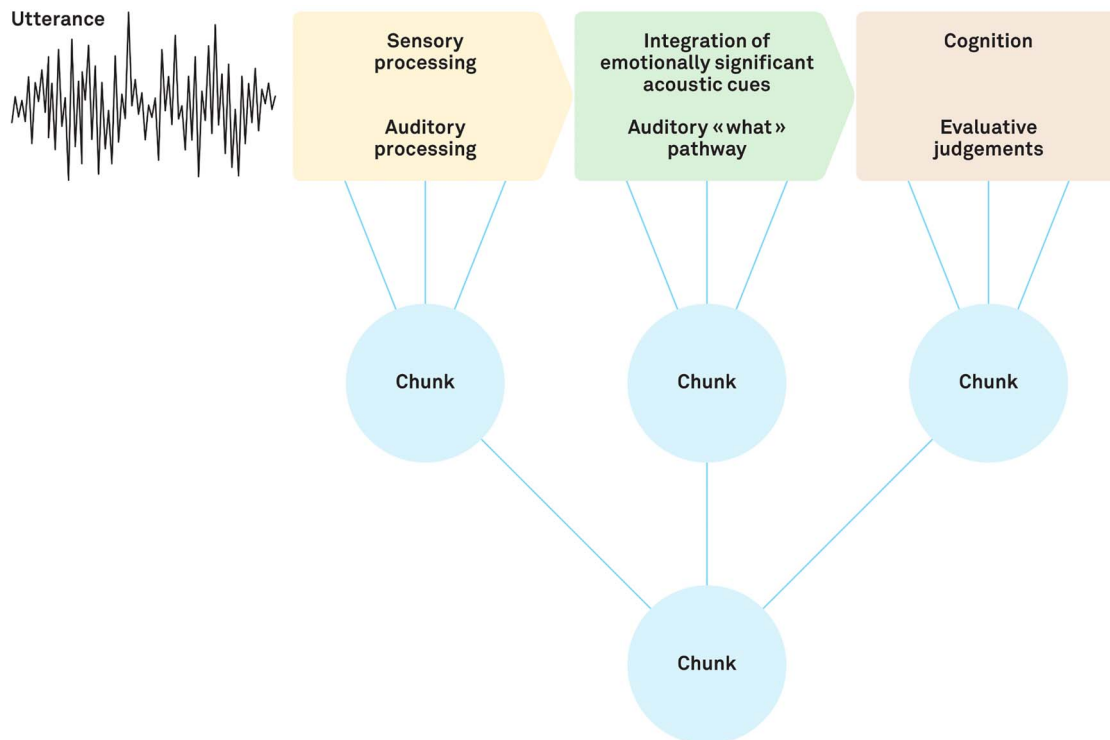 Utterance
Sensory
processing
Auditory
processing
Integration of
emotionally significant
acoustic cues
Auditory «what»
pathway
Cognition
Evaluative
judgements
Chunk
Chunk
Chunk
Chunk